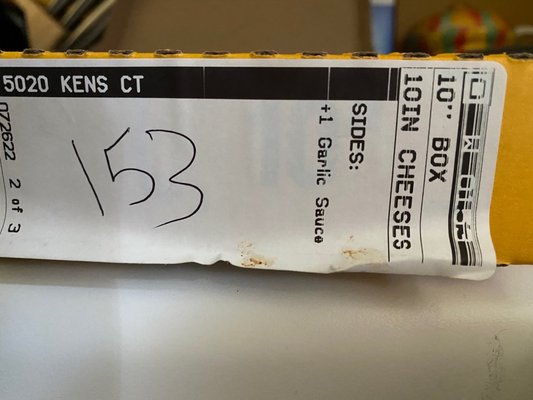 5020 KENS CT
10" BOX
10IN CHEESES
SIDES:
+1 Garlic Sauce
153
072622 2 of 3